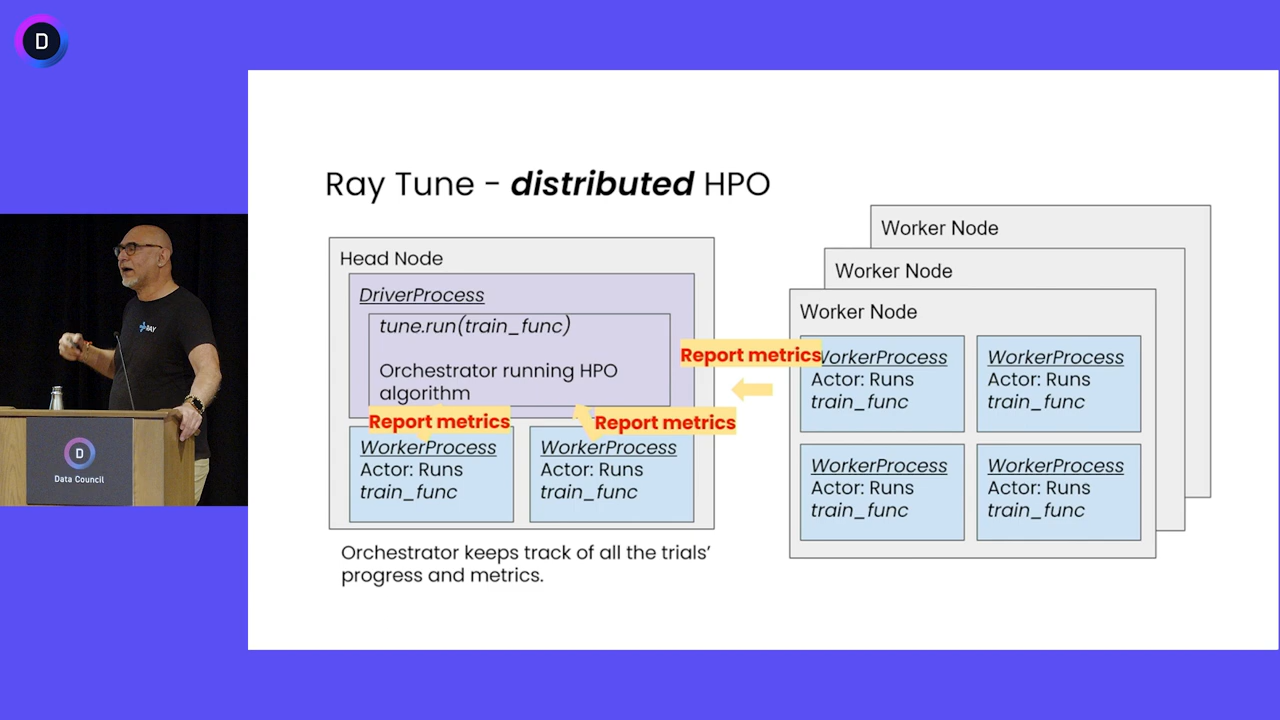 D
Ray Tune - distributed HPO
Head Node
DriverProcess
tune.run(train_func)
Orchestrator running HPO
algorithm
Report metrics
Report metrics
WorkerProcess
Actor: Runs
train_func
WorkerProcess
Actor: Runs
train_func
Orchestrator keeps track of all the trials’
progress and metrics.
Report metrics
Worker Node
Worker Node
Worker Node
WorkerProcess
Actor: Runs
train_func
WorkerProcess
Actor: Runs
train_func
WorkerProcess
Actor: Runs
train_func
WorkerProcess
Actor: Runs
train_func
RAY
D
Data Council